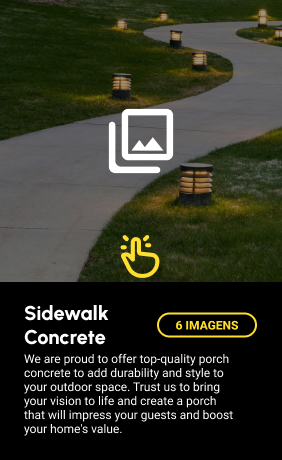 Sidewalk
Concrete
6 IMAGENS
We are proud to offer top-quality porch
concrete to add durability and style to
your outdoor space. Trust us to bring
your vision to life and create a porch
that will impress your guests and boost
your home's value.